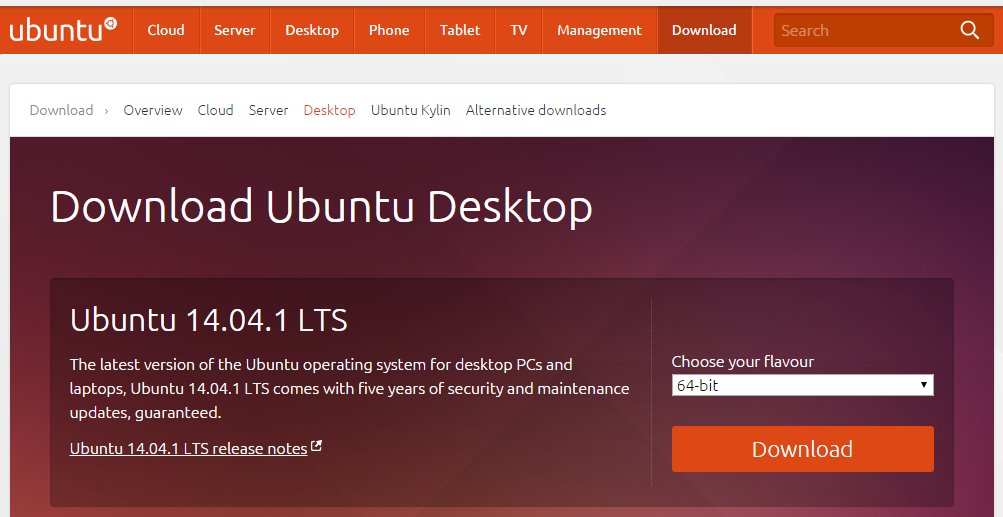 ubuntu Cloud Server Desktop Phone Tablet TV Management Download Search
Download › Overview Cloud Server Desktop Ubuntu Kylin Alternative downloads
Download Ubuntu Desktop
Ubuntu 14.04.1 LTS
The latest version of the Ubuntu operating system for desktop PCs and
laptops, Ubuntu 14.04.1 LTS comes with five years of security and maintenance
updates, guaranteed.
Ubuntu 14.04.1 LTS release notes
Choose your flavour
64-bit
Download